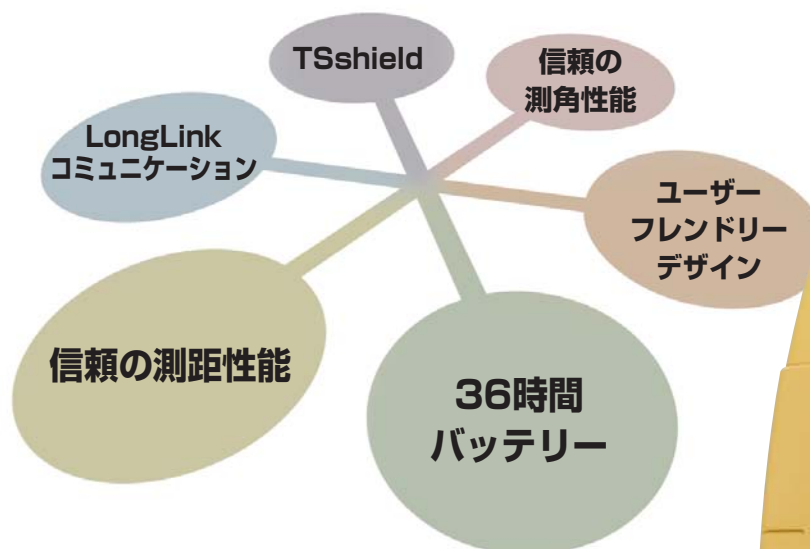 TSshield
信頼の
測角性能
LongLink
コミュニケーション
ユーザー
フレンドリー
デザイン
信頼の測距性能
36時間
バッテリー